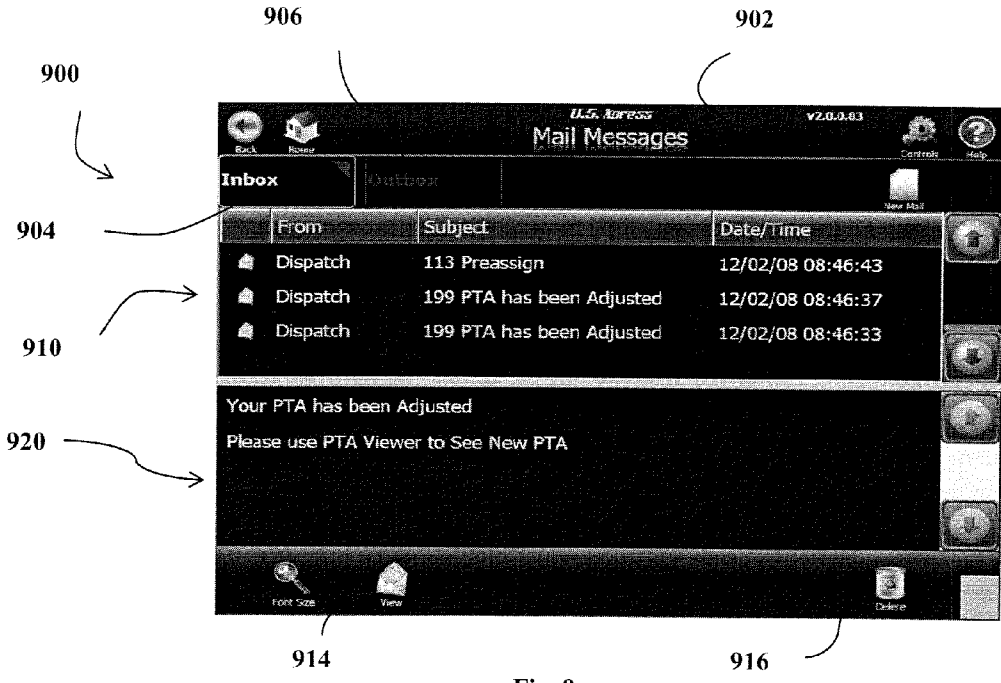 906
902
900
U.S. Xpress
v2.0.0.83
Mail Messages
Back
Home
Controls
Help
Inbox
Outbox
New Mail
904
From
Subject
Date/Time
Dispatch
113 Preassign
12/02/08 08:46:43
Dispatch
199 PTA has been Adjusted
12/02/08 08:46:37
910
Dispatch
199 PTA has been Adjusted
12/02/08 08:46:33
Your PTA has been Adjusted
920
Please use PTA Viewer to See New PTA
Font Size
View
Delete
914
916